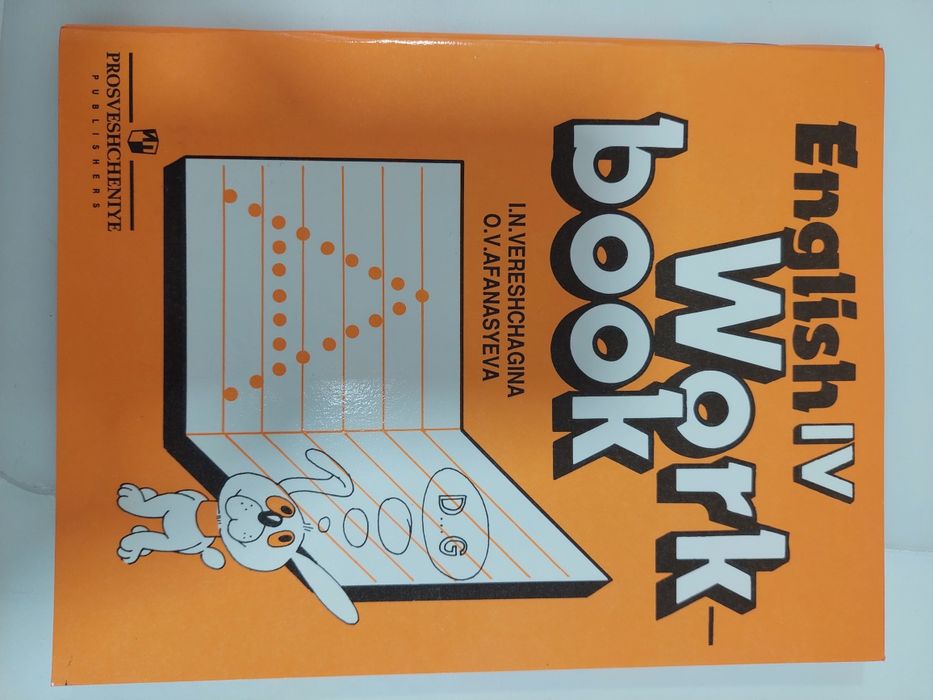 English IV
Work-
book
I.N.VERESHCHAGINA
O.V.AFANASYEVA
D...G
PROSVESHCHENIYE
PUBLISHERS